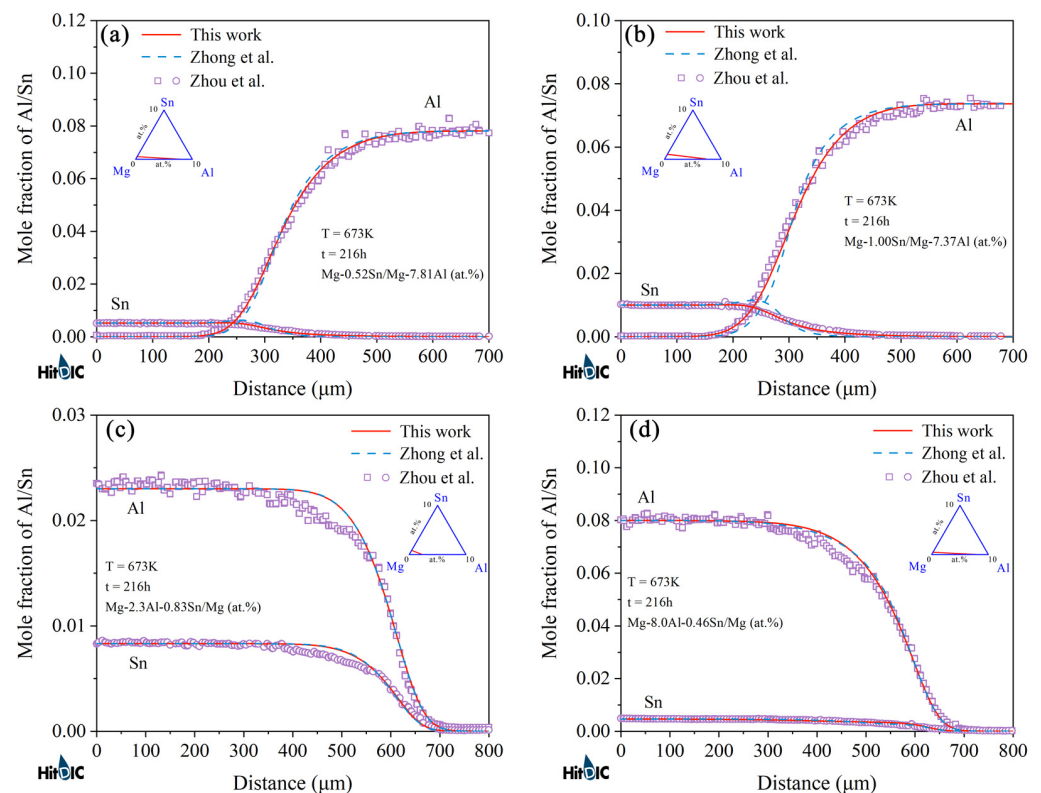 (a)
This work
Zhong et al.
Zhou et al.
Al
Sn
10
at.%
Mg
at.%
10
Al
T = 673K
t = 216h
Mg-0.52Sn/Mg-7.81Al (at.%)
Sn
Mole fraction of Al/Sn
0.12
0.10
0.08
0.06
0.04
0.02
0.00
0 100 200 300 400 500 600 700
Distance (μm)
HitDIC
(b)
This work
Zhong et al.
Zhou et al.
Al
Sn
10
at.%
Mg
at.%
10
Al
T = 673K
t = 216h
Mg-1.00Sn/Mg-7.37Al (at.%)
Sn
Mole fraction of Al/Sn
0.12
0.10
0.08
0.06
0.04
0.02
0.00
0 100 200 300 400 500 600 700
Distance (μm)
HitDIC
(c)
This work
Zhong et al.
Zhou et al.
Al
Sn
10
at.%
Mg
at.%
10
Al
T = 673K
t = 216h
Mg-2.3Al-0.83Sn/Mg (at.%)
Sn
Mole fraction of Al/Sn
0.03
0.02
0.01
0.00
0 100 200 300 400 500 600 700 800
Distance (μm)
HitDIC
(d)
This work
Zhong et al.
Zhou et al.
Al
Sn
10
at.%
Mg
at.%
10
Al
T = 673K
t = 216h
Mg-8.0Al-0.46Sn/Mg (at.%)
Sn
Mole fraction of Al/Sn
0.12
0.10
0.08
0.06
0.04
0.02
0.00
0 100 200 300 400 500 600 700 800
Distance (μm)
HitDIC